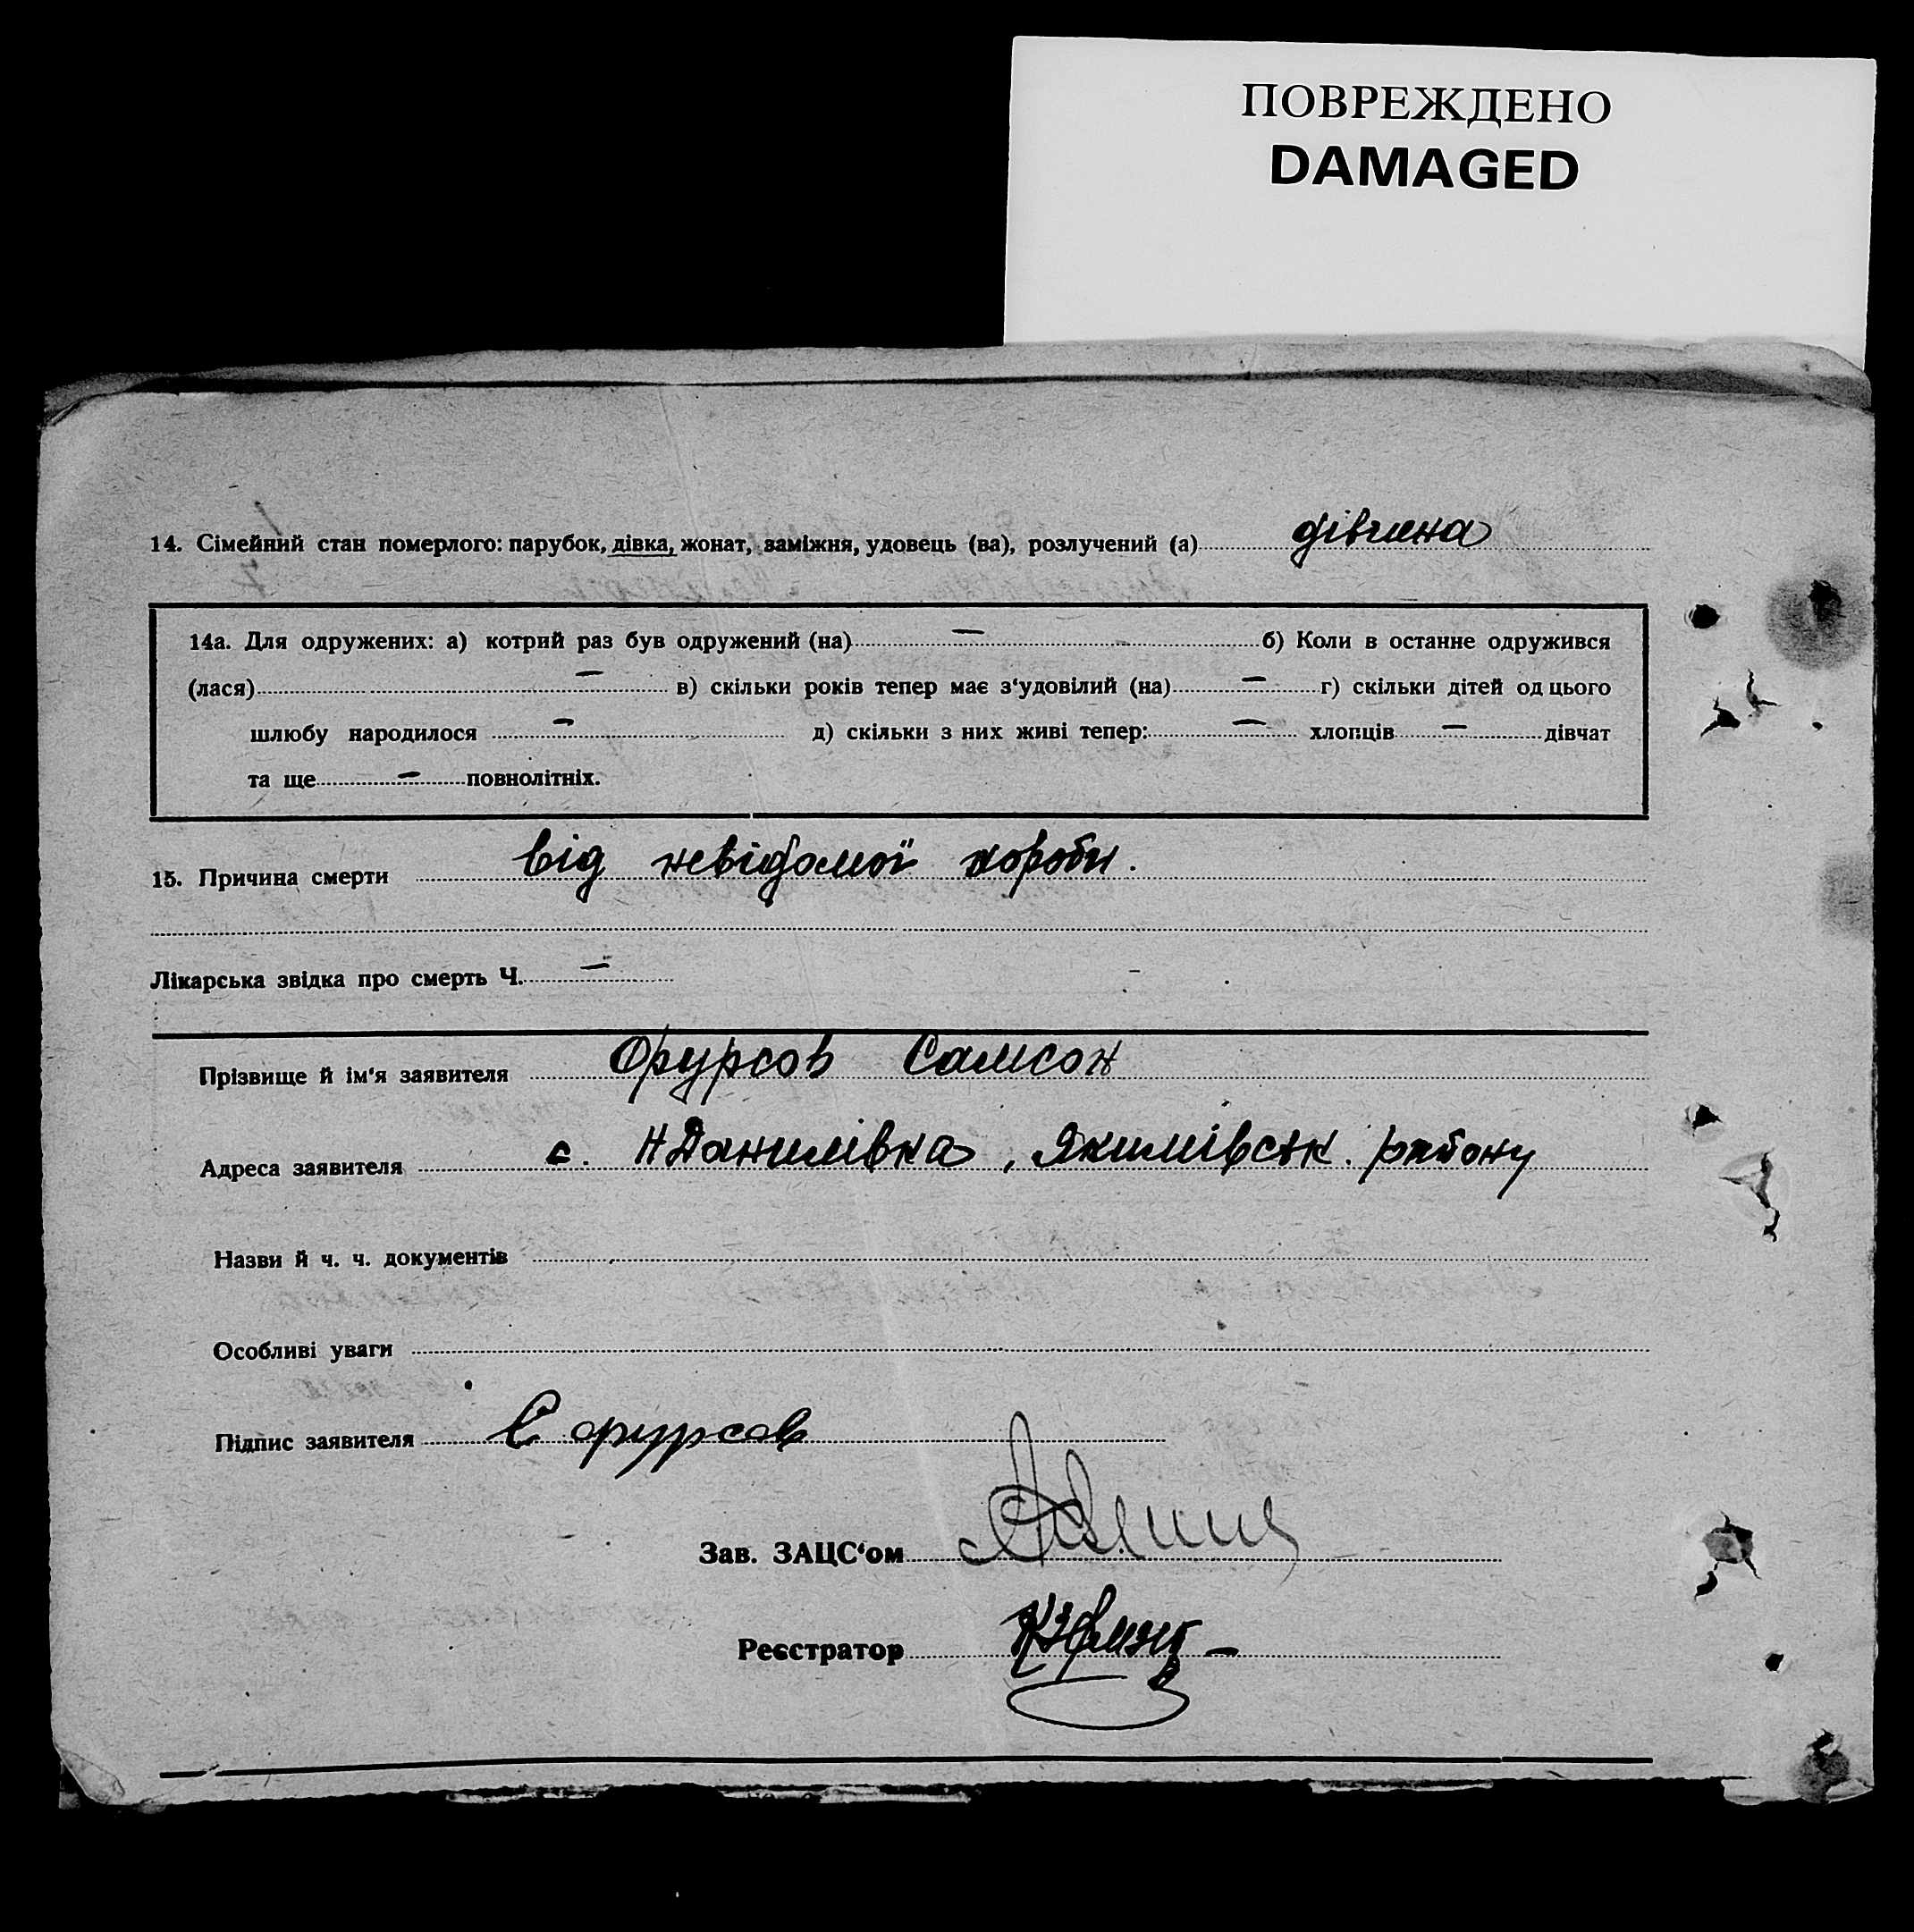 ПОВРЕЖДЕНО
DAMAGED
14. Сімейний стан померлого: парубок, дівка, жонат, заміжня, удовець (ва), розлучений (а) дівчина
14а. Для одружених: а) котрий раз був одружений (на) — б) Коли в останне одружився
(лася) — в) скільки років тепер має з‘удовілий (на) — г) скільки дітей од цього
шлюбу народилося — д) скільки з них живі тепер: — хлопців — дівчат
та ще — повнолітніх.
15. Причина смерти від невідомої хороби.
Лікарська звідка про смерть Ч. —
Прізвище й ім‘я заявителя Фурсов Самсон
Адреса заявителя с. НДанилівка, Якимівськ. району
Назви й ч. ч. документів
Особливі уваги
Підпис заявителя С Фурсов
Зав. ЗАЦС‘ом
Реєстратор